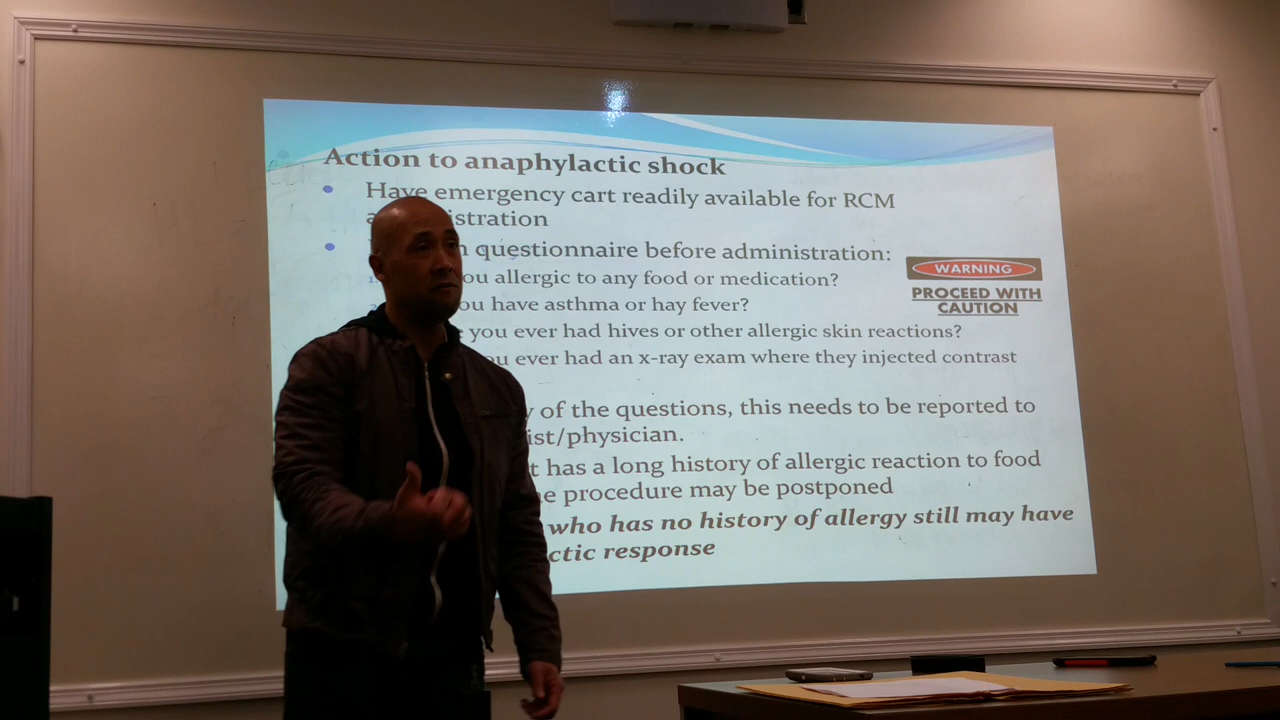 Action to anaphylactic shock
Have emergency cart readily available for RCM
istration
questionnaire before administration:
allergic to any food or medication?
have asthma or hay fever?
you ever had hives or other allergic skin reactions?
ever had an x-ray exam where they injected contrast
of the questions, this needs to be reported to
ist/physician.
has a long history of allergic reaction to food
procedure may be postponed
who has no history of allergy still may have
ctic response
WARNING
PROCEED WITH
CAUTION